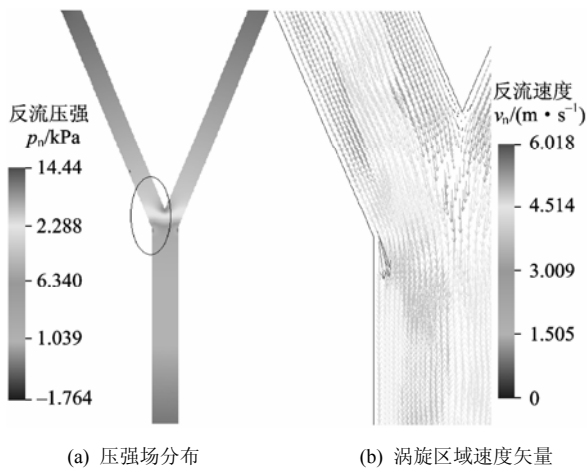 反流压强
pn/kPa
14.44
2.288
6.340
1.039
−1.764
反流速度
vn/(m·s−1)
6.018
4.514
3.009
1.505
0
(a) 压强场分布
(b) 涡旋区域速度矢量